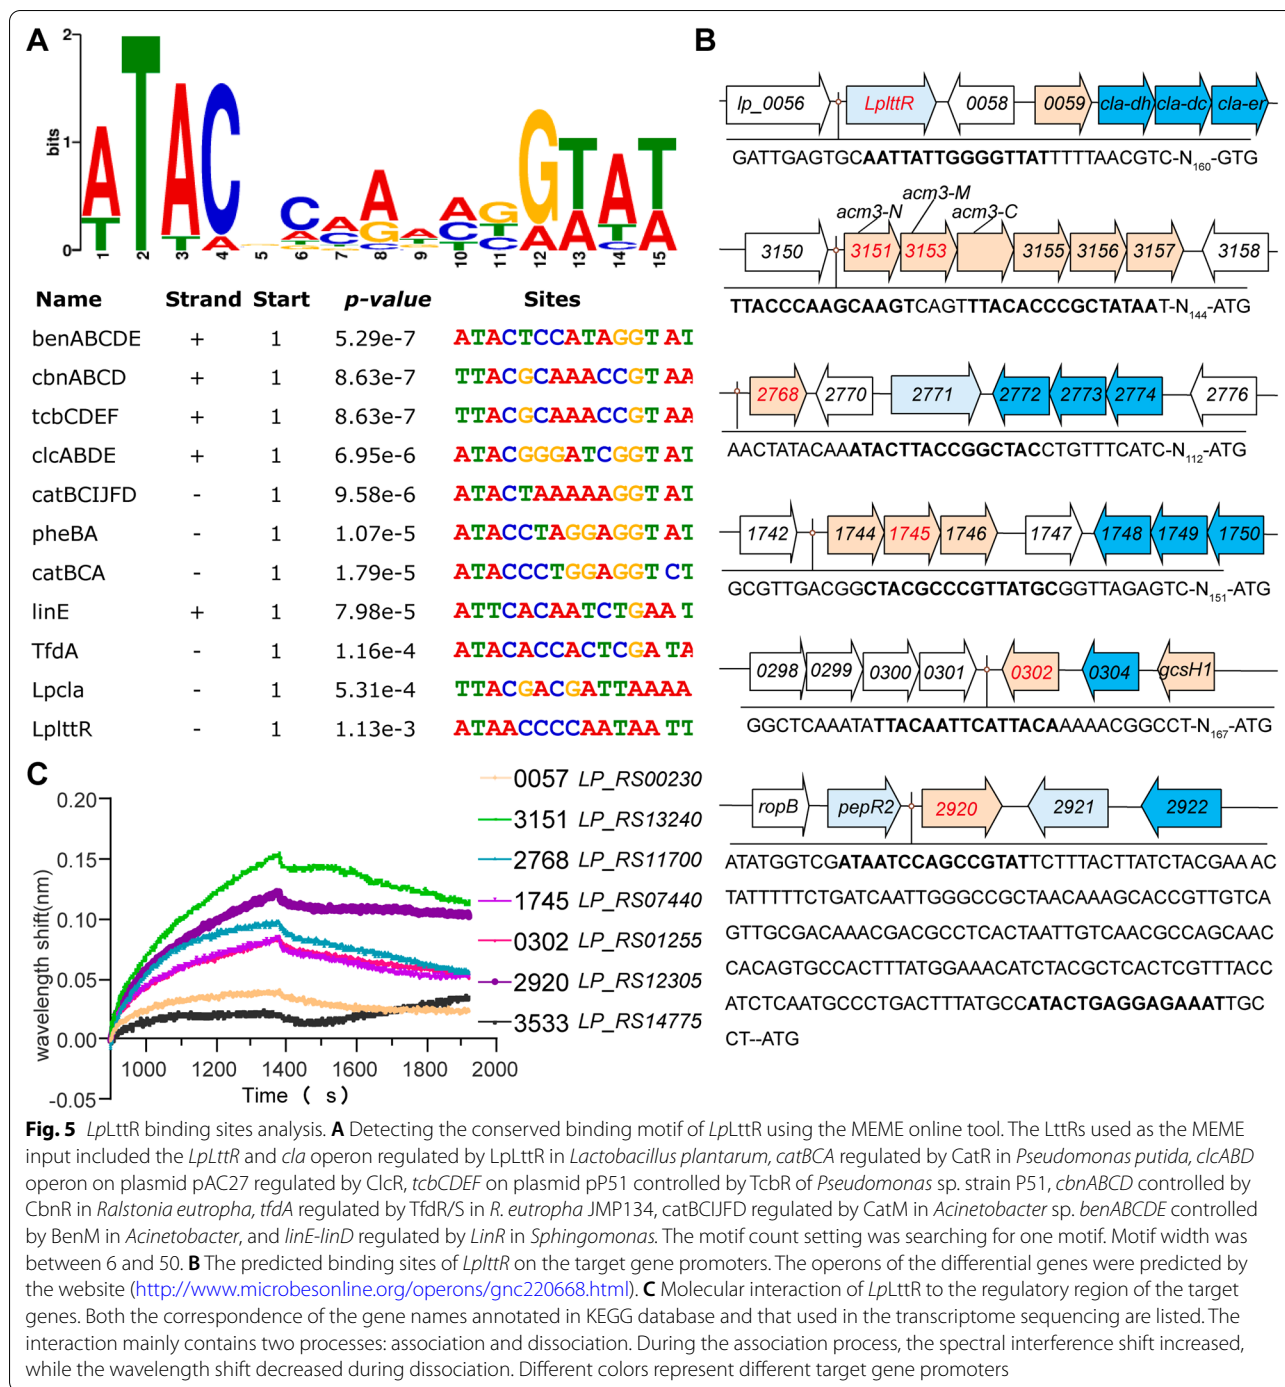 A
2
1
0
bits
1 2 3 4 5 6 7 8 9 10 11 12 13 14 15
Name Strand Start p-value Sites
benABCDE + 1 5.29e-7 ATACTCCATAGGTAT
cbnABCD + 1 8.63e-7 TTACGCAAACCGTAA
tcbCDEF + 1 8.63e-7 TTACGCAAACCGTAA
clcABDE + 1 6.95e-6 ATACGGGATCGGTAT
catBCIJFD - 1 9.58e-6 ATACTAAAAAGGTAT
pheBA - 1 1.07e-5 ATACCTAGGAGGTAT
catBCA - 1 1.79e-5 ATACCCTGGAGGTCT
linE + 1 7.98e-5 ATTCACAATCTGAAT
TfdA - 1 1.16e-4 ATACACCACTCGATA
Lpcla - 1 5.31e-4 TTACGACGATTAAAA
LplttR - 1 1.13e-3 ATAACCCCAATAATT
B
lp_0056 LplttR 0058 0059 cla-dh cla-dc cla-er
GATTGAGTGCAATTATTGGGGTTATTTTTAACGTC-N160-GTG
acm3-N acm3-M acm3-C
3150 3151 3153 3155 3156 3157 3158
TTACCCAAGCAAGTCAGTTTACACCCGCTATAAT-N144-ATG
2768 2770 2771 2772 2773 2774 2776
AACTATACAAATACTTACCGGCTACCTGTTTCATC-N112-ATG
1742 1744 1745 1746 1747 1748 1749 1750
GCGTTGACGGCTACGCCCGTTATGCGGTTAGAGTC-N151-ATG
0298 0299 0300 0301 0302 0304 gcsH1
GGCTCAAATATTACAATTCATTACAAAAACGGCCT-N167-ATG
ropB pepR2 2920 2921 2922
ATATGGTCGATAATCCAGCCGTATTCTTTACTTATCTACGAAAC
TATTTTTCTGATCAATTGGGCCGCTAACAAAGCACCGTTGTCA
GTTGCGACAAACGACGCCTCACTAATTGTCAACGCCAGCAAC
CACAGTGCCACTTTATGGAAACATCTACGCTCACTCGTTTACC
ATCTCAATGCCCTGACTTTATGCCATACTGAGGAGAAATTGC
CT--ATG
C
0.20
0.15
0.10
0.05
0.00
-0.05
wavelength shift(nm)
1000 1200 1400 1600 1800 2000
Time ( s)
0057 LP_RS00230
3151 LP_RS13240
2768 LP_RS11700
1745 LP_RS07440
0302 LP_RS01255
2920 LP_RS12305
3533 LP_RS14775
Fig. 5 LpLttR binding sites analysis. A Detecting the conserved binding motif of LpLttR using the MEME online tool. The LttRs used as the MEME
input included the LpLttR and cla operon regulated by LpLttR in Lactobacillus plantarum, catBCA regulated by CatR in Pseudomonas putida, clcABD
operon on plasmid pAC27 regulated by ClcR, tcbCDEF on plasmid pP51 controlled by TcbR of Pseudomonas sp. strain P51, cbnABCD controlled by
CbnR in Ralstonia eutropha, tfdA regulated by TfdR/S in R. eutropha JMP134, catBCIJFD regulated by CatM in Acinetobacter sp. benABCDE controlled
by BenM in Acinetobacter, and linE-linD regulated by LinR in Sphingomonas. The motif count setting was searching for one motif. Motif width was
between 6 and 50. B The predicted binding sites of LplttR on the target gene promoters. The operons of the differential genes were predicted by
the website (http://www.microbesonline.org/operons/gnc220668.html). C Molecular interaction of LpLttR to the regulatory region of the target
genes. Both the correspondence of the gene names annotated in KEGG database and that used in the transcriptome sequencing are listed. The
interaction mainly contains two processes: association and dissociation. During the association process, the spectral interference shift increased,
while the wavelength shift decreased during dissociation. Different colors represent different target gene promoters